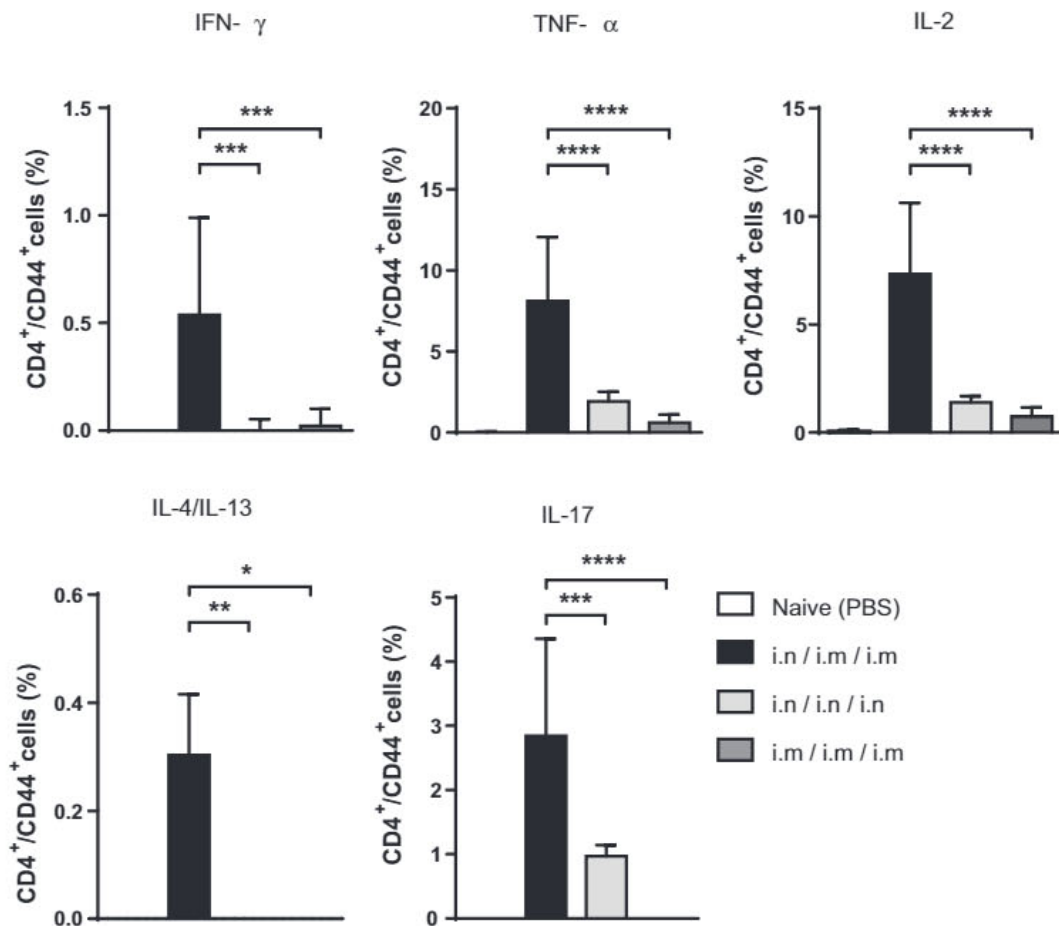 IFN- γ
TNF- α
IL-2
CD4+/CD44+cells (%)
1.5
1.0
0.5
0.0
***
***
CD4+/CD44+cells (%)
20
15
10
5
0
****
****
CD4+/CD44+cells (%)
15
10
5
0
****
****
IL-4/IL-13
IL-17
CD4+/CD44+cells (%)
0.6
0.4
0.2
0.0
*
**
CD4+/CD44+cells (%)
5
4
3
2
1
0
****
***
Naive (PBS)
i.n / i.m / i.m
i.n / i.n / i.n
i.m / i.m / i.m